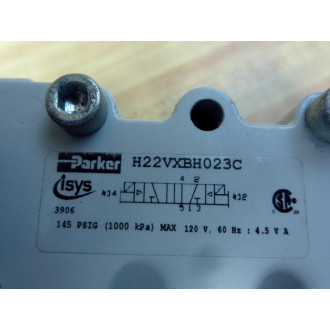 Parker H22VXBH023C
isys
4 2
#14 #12
5 1 3
3906
145 PSIG (1000 kPa) MAX 120 V, 60 Hz : 4.5 V A